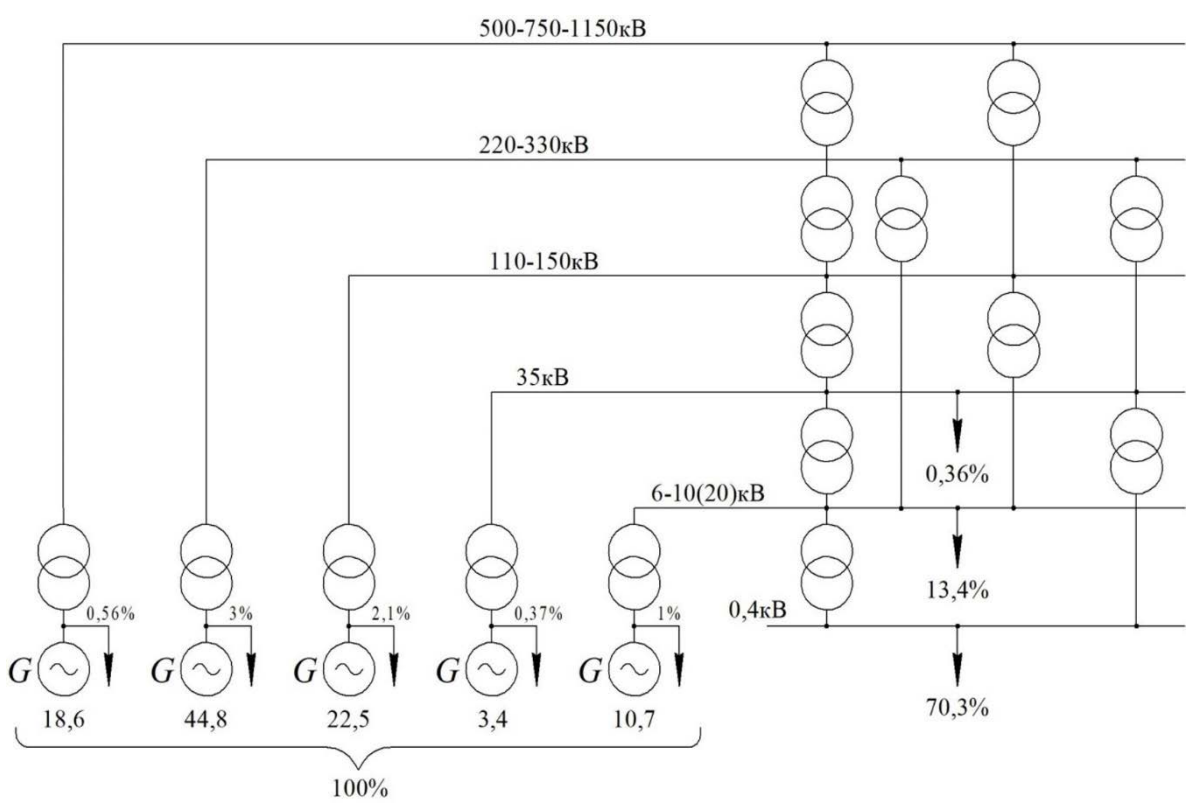 500-750-1150кВ
220-330кВ
110-150кВ
35кВ
0,36%
6-10(20)кВ
13,4%
0,4кВ
70,3%
0,56%
3%
2,1%
0,37%
1%
G
G
G
G
G
18,6
44,8
22,5
3,4
10,7
100%